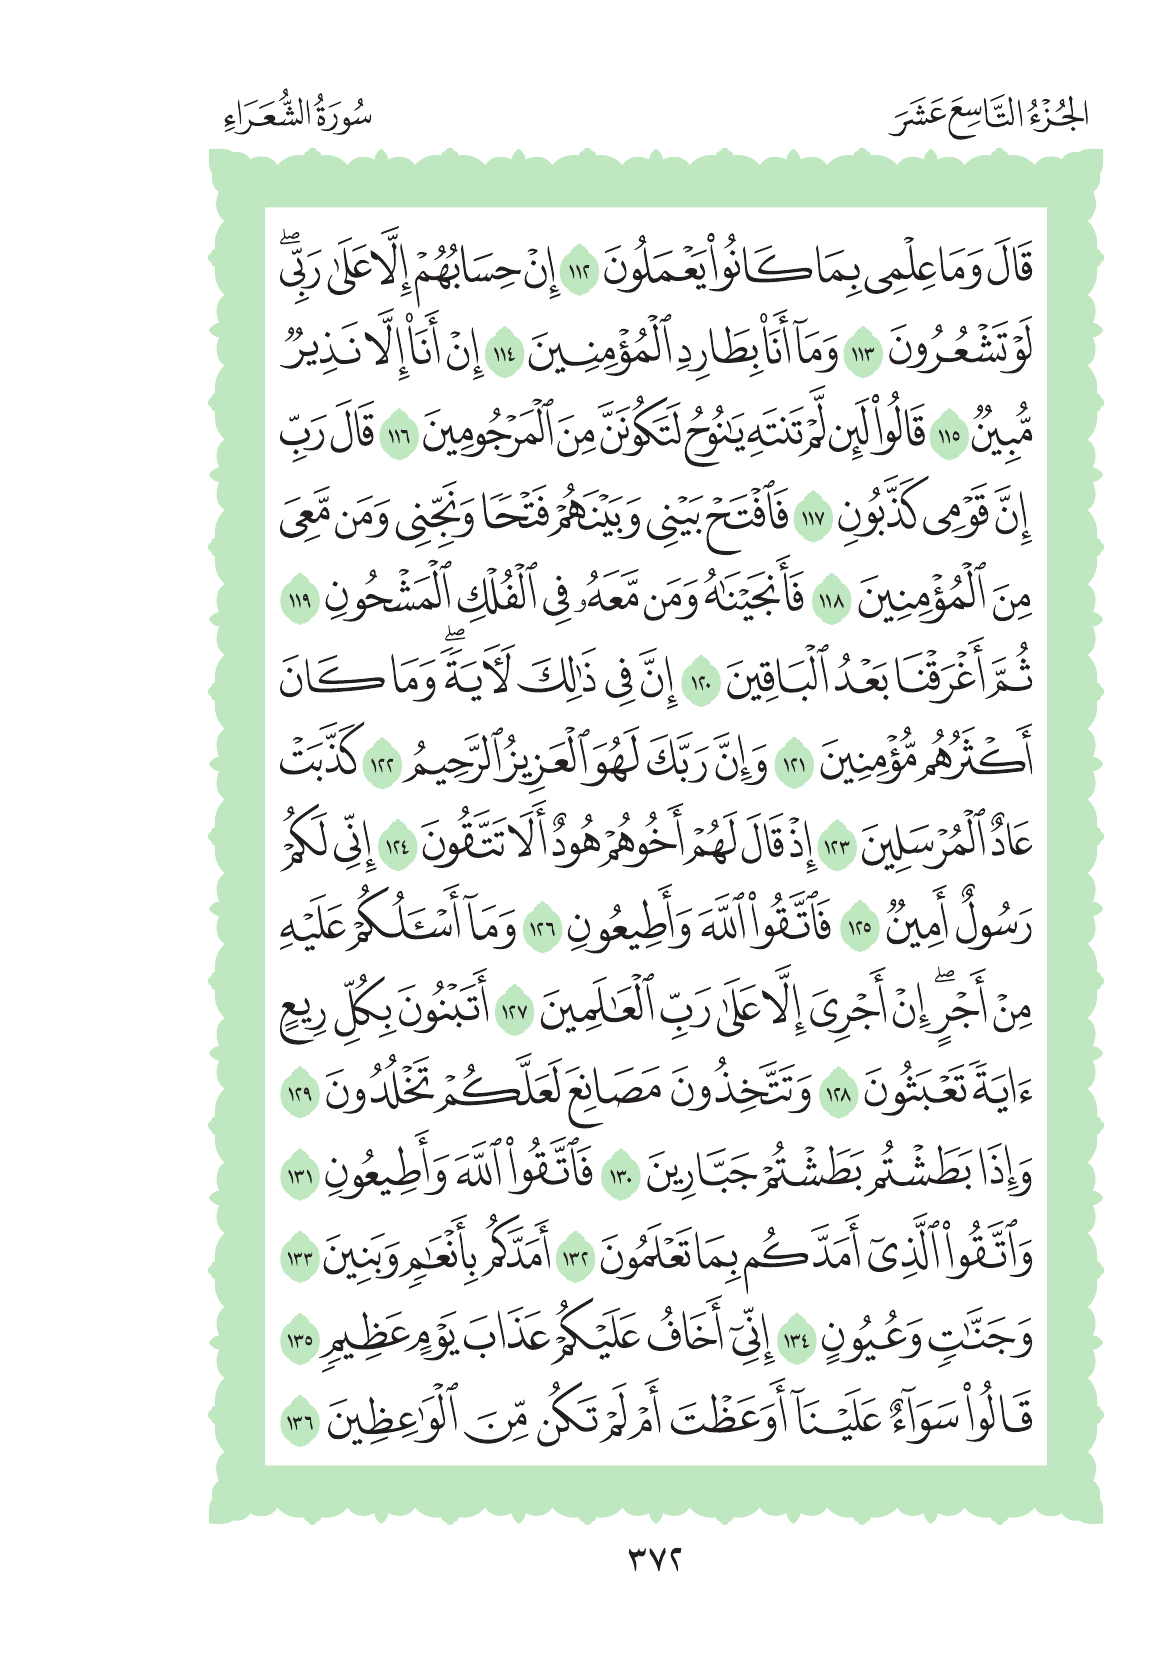 الجُزْءُ التَّاسِعَ عَشَرَ
سُورَةُ الشُّعَرَاءِ
قَالَ وَمَا عِلْمِى بِمَا كَانُوا۟ يَعْمَلُونَ ١١٢ إِنْ حِسَابُهُمْ إِلَّا عَلَىٰ رَبِّىۖ
لَوْ تَشْعُرُونَ ١١٣ وَمَآ أَنَا۠ بِطَارِدِ ٱلْمُؤْمِنِينَ ١١٤ إِنْ أَنَا۠ إِلَّا نَذِيرٌ
مُّبِينٌ ١١٥ قَالُوا۟ لَئِن لَّمْ تَنتَهِ يَـٰنُوحُ لَتَكُونَنَّ مِنَ ٱلْمَرْجُومِينَ ١١٦ قَالَ رَبِّ
إِنَّ قَوْمِى كَذَّبُونِ ١١٧ فَٱفْتَحْ بَيْنِى وَبَيْنَهُمْ فَتْحًا وَنَجِّنِى وَمَن مَّعِىَ
مِنَ ٱلْمُؤْمِنِينَ ١١٨ فَأَنجَيْنَـٰهُ وَمَن مَّعَهُۥ فِى ٱلْفُلْكِ ٱلْمَشْحُونِ ١١٩
ثُمَّ أَغْرَقْنَا بَعْدُ ٱلْبَاقِينَ ١٢٠ إِنَّ فِى ذَٰلِكَ لَـَٔايَةًۖ وَمَا كَانَ
أَكْثَرُهُم مُّؤْمِنِينَ ١٢١ وَإِنَّ رَبَّكَ لَهُوَ ٱلْعَزِيزُ ٱلرَّحِيمُ ١٢٢ كَذَّبَتْ
عَادٌ ٱلْمُرْسَلِينَ ١٢٣ إِذْ قَالَ لَهُمْ أَخُوهُمْ هُودٌ أَلَا تَتَّقُونَ ١٢٤ إِنِّى لَكُمْ
رَسُولٌ أَمِينٌ ١٢٥ فَٱتَّقُوا۟ ٱللَّهَ وَأَطِيعُونِ ١٢٦ وَمَآ أَسْـَٔلُكُمْ عَلَيْهِ
مِنْ أَجْرٍۖ إِنْ أَجْرِىَ إِلَّا عَلَىٰ رَبِّ ٱلْعَـٰلَمِينَ ١٢٧ أَتَبْنُونَ بِكُلِّ رِيعٍ
ءَايَةً تَعْبَثُونَ ١٢٨ وَتَتَّخِذُونَ مَصَانِعَ لَعَلَّكُمْ تَخْلُدُونَ ١٢٩
وَإِذَا بَطَشْتُم بَطَشْتُمْ جَبَّارِينَ ١٣٠ فَٱتَّقُوا۟ ٱللَّهَ وَأَطِيعُونِ ١٣١
وَٱتَّقُوا۟ ٱلَّذِىٓ أَمَدَّكُم بِمَا تَعْلَمُونَ ١٣٢ أَمَدَّكُم بِأَنْعَـٰمٍ وَبَنِينَ ١٣٣
وَجَنَّـٰتٍ وَعُيُونٍ ١٣٤ إِنِّىٓ أَخَافُ عَلَيْكُمْ عَذَابَ يَوْمٍ عَظِيمٍ ١٣٥
قَالُوا۟ سَوَآءٌ عَلَيْنَآ أَوَعَظْتَ أَمْ لَمْ تَكُن مِّنَ ٱلْوَٰعِظِينَ ١٣٦
٣٧٢